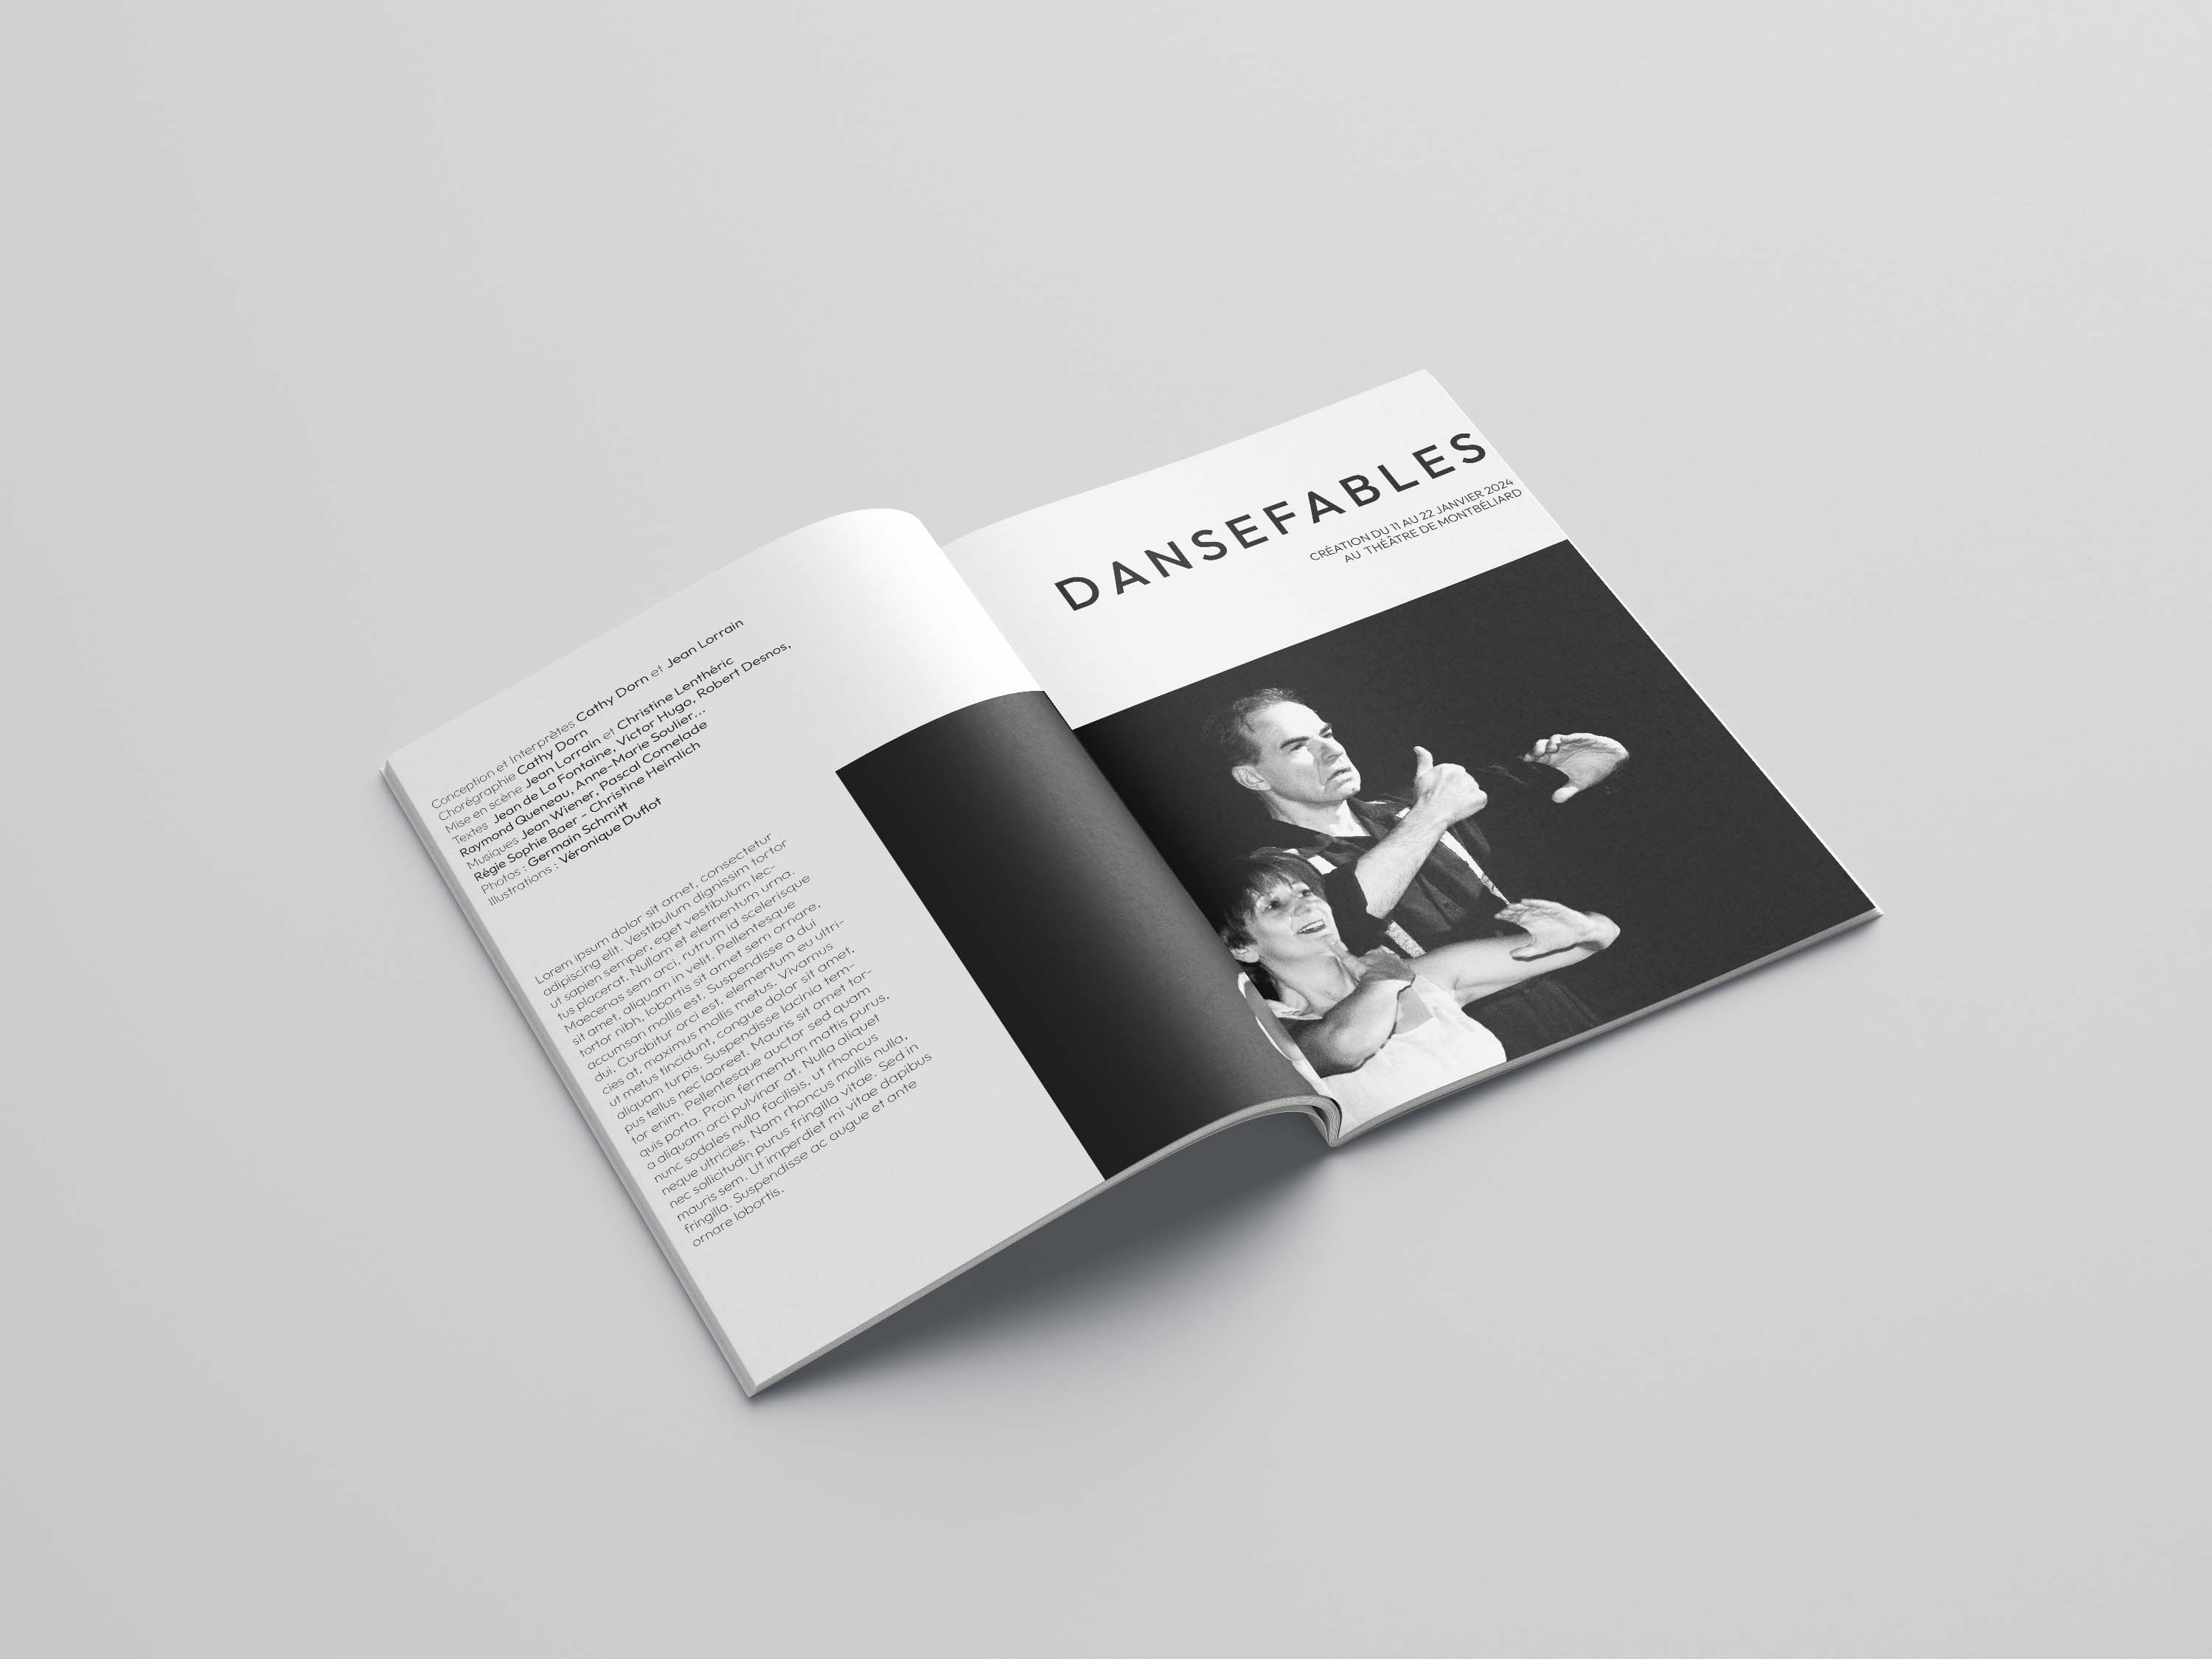 Conception et Interprètes Cathy Dorn et Jean Lorrain
Chorégraphie Cathy Dorn
Mise en scène Jean Lorrain et Christine Lenthéric
Textes Jean de La Fontaine, Victor Hugo, Robert Desnos,
Raymond Queneau, Anne-Marie Soulier...
Musiques Jean Wiener, Pascal Comelade
Régie Sophie Baer - Christine Heimlich
Photos : Germain Schmitt
Illustrations : Véronique Duflot
Lorem ipsum dolor sit amet, consectetur
adipiscing elit. Vestibulum dignissim tortor
ut sapien semper, eget vestibulum lec-
tus placerat. Nullam et elementum urna.
Maecenas sem orci, rutrum id scelerisque
sit amet, aliquam in velit. Pellentesque
tortor nibh, lobortis sit amet sem ornare,
accumsan mollis est. Suspendisse a dui
dui. Curabitur orci est, elementum eu ultri-
cies at, maximus mollis metus. Vivamus
ut metus tincidunt, congue dolor sit amet,
aliquam turpis. Suspendisse lacinia tem-
pus tellus nec laoreet. Mauris sit amet tor-
tor enim. Pellentesque auctor sed quam
quis porta. Proin fermentum mattis purus,
a aliquam orci pulvinar at. Nulla aliquet
nunc sodales nulla facilisis, ut rhoncus
neque ultricies. Nam rhoncus mollis nulla,
nec sollicitudin purus fringilla vitae. Sed in
mauris sem. Ut imperdiet mi vitae dapibus
fringilla. Suspendisse ac augue et ante
ornare lobortis.
DANSEFABLES
CRÉATION DU 11 AU 22 JANVIER 2024
AU THÉÂTRE DE MONTBÉLIARD